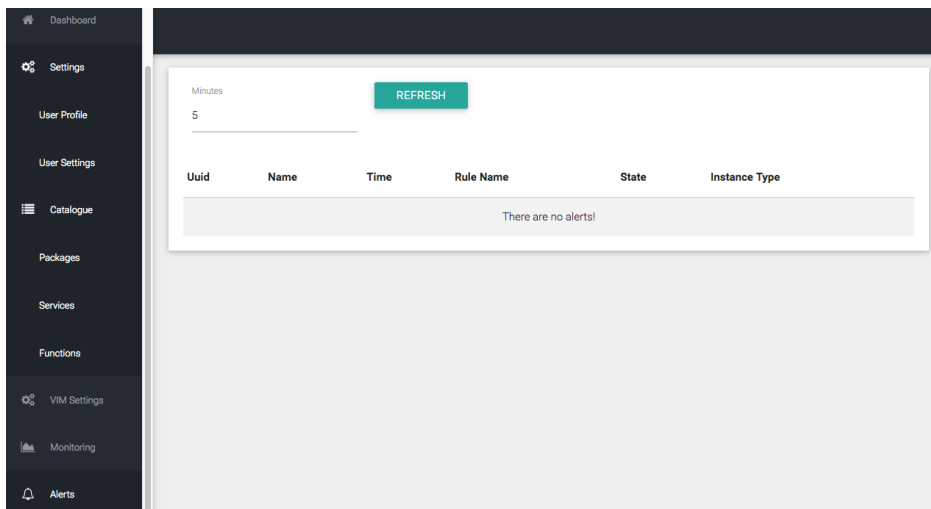 Dashboard
Settings
User Profile
User Settings
Catalogue
Packages
Services
Functions
VIM Settings
Monitoring
Alerts
Minutes
5
REFRESH
Uuid Name Time Rule Name State Instance Type
There are no alerts!